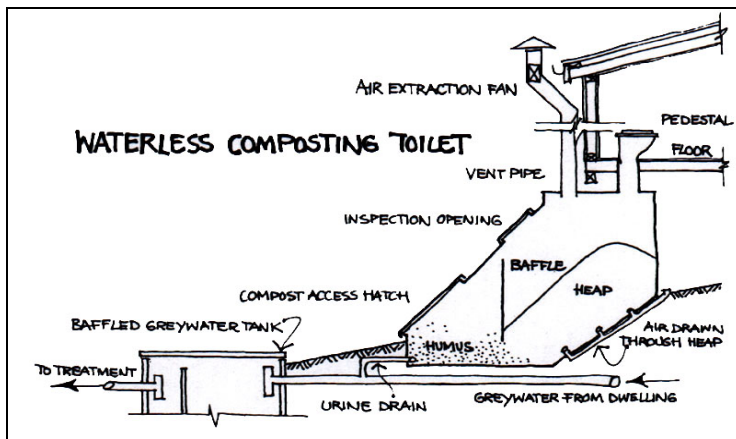 AIR EXTRACTION FAN
PEDESTAL
WATERLESS COMPOSTING TOILET
FLOOR
VENT PIPE
INSPECTION OPENING
BAFFLE
HEAP
COMPOST ACCESS HATCH
BAFFLED GREYWATER TANK
HUMUS
AIR DRAWN
THROUGH HEAP
TO TREATMENT
URINE DRAIN
GREYWATER FROM DWELLING